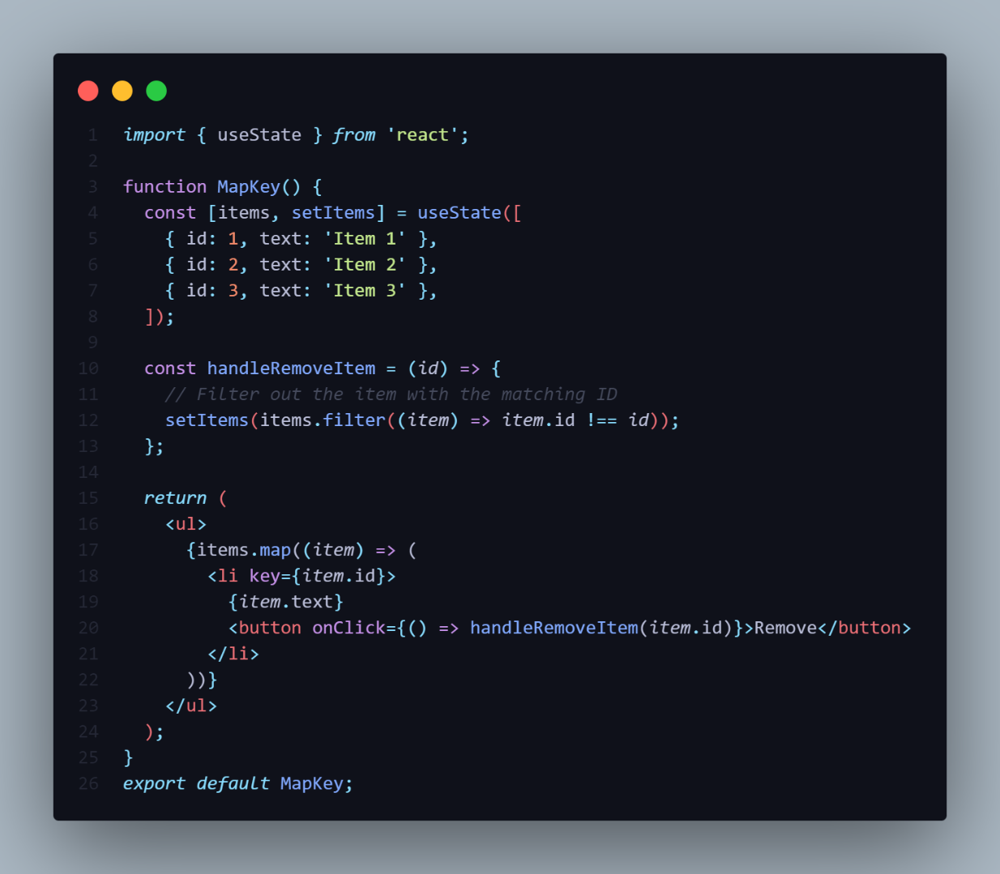 1 import { useState } from 'react';
2
3 function MapKey() {
4   const [items, setItems] = useState([
5     { id: 1, text: 'Item 1' },
6     { id: 2, text: 'Item 2' },
7     { id: 3, text: 'Item 3' },
8   ]);
9
10   const handleRemoveItem = (id) => {
11     // Filter out the item with the matching ID
12     setItems(items.filter((item) => item.id !== id));
13   };
14
15   return (
16     <ul>
17       {items.map((item) => (
18         <li key={item.id}>
19           {item.text}
20           <button onClick={() => handleRemoveItem(item.id)}>Remove</button>
21         </li>
22       ))}
23     </ul>
24   );
25 }
26 export default MapKey;